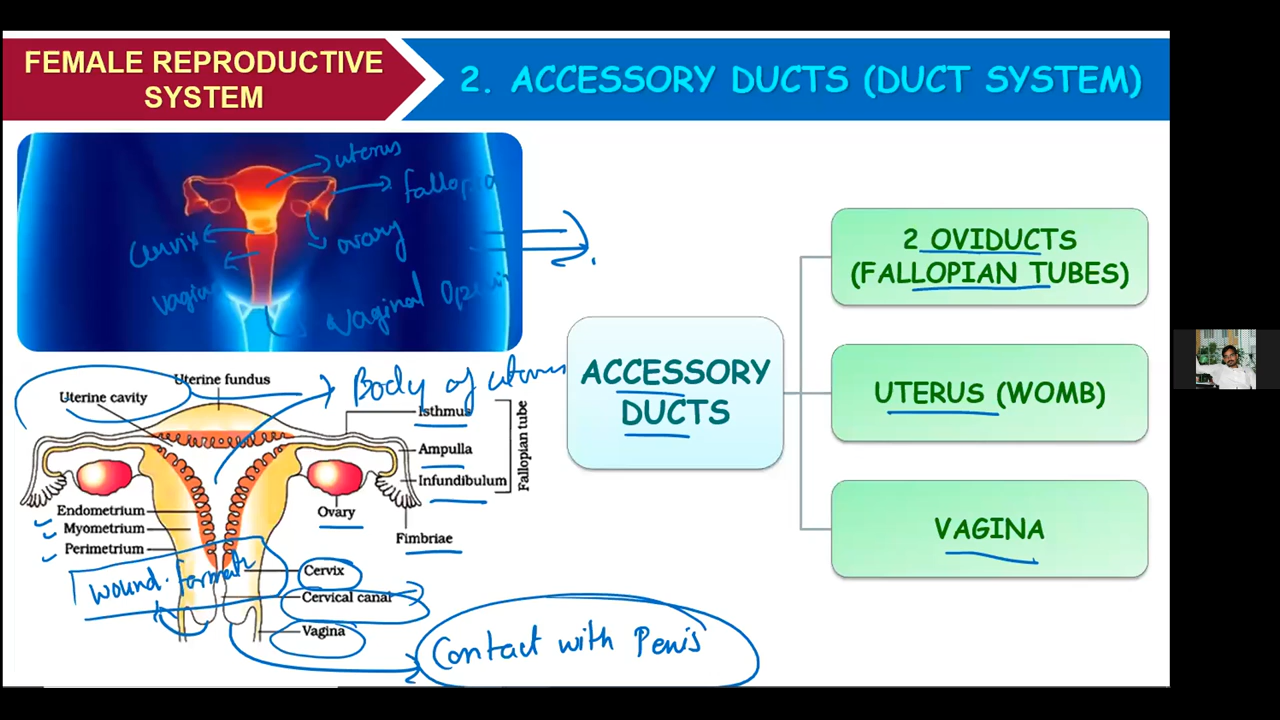 FEMALE REPRODUCTIVE
SYSTEM
2. ACCESSORY DUCTS (DUCT SYSTEM)
uterus
Fallopia
Cervix
ovary
Vagina
Vaginal
Body of uterus
Uterine fundus
Uterine cavity
Isthmus
Ampulla
Infundibulum
Fallopian tube
Ovary
Fimbriae
Endometrium
Myometrium
Perimetrium
wound
Cervix
Cervical canal
Vagina
Contact with Penis
ACCESSORY
DUCTS
2 OVIDUCTS
(FALLOPIAN TUBES)
UTERUS (WOMB)
VAGINA